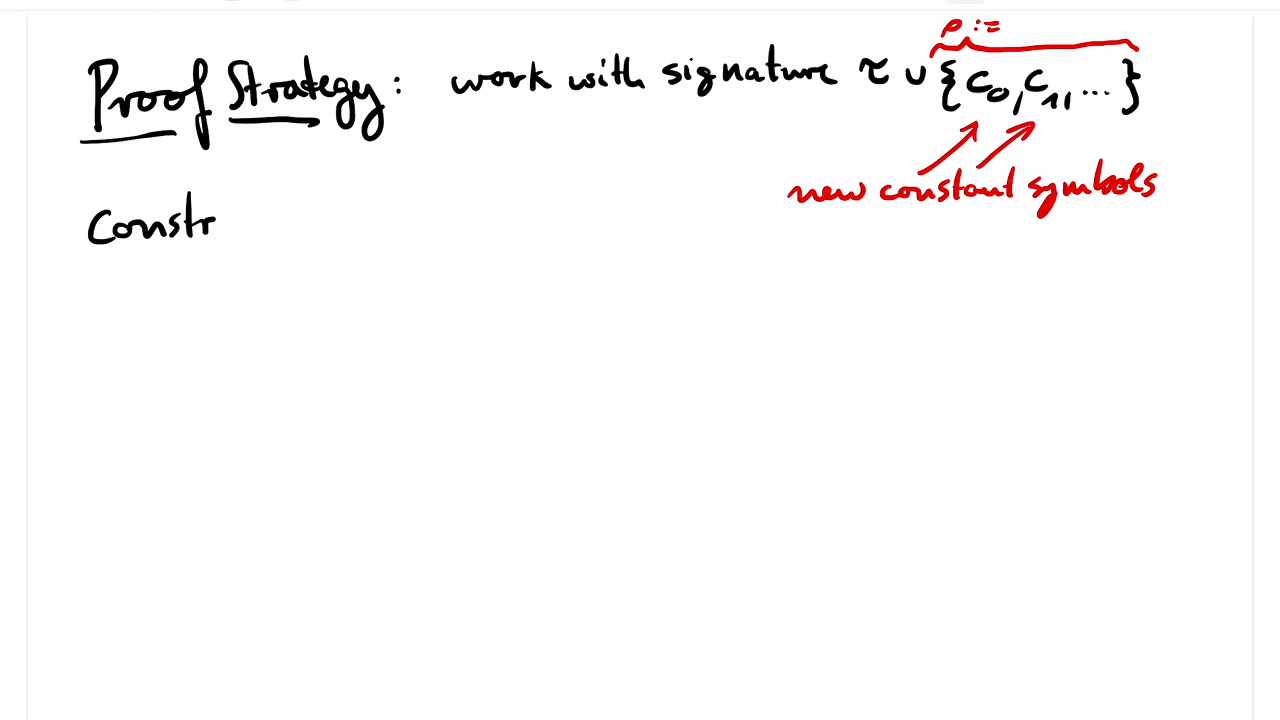 ρ :=
Proof Strategy: work with signature τ ∪ {c₀, c₁, ...}
new constant symbols
Constr